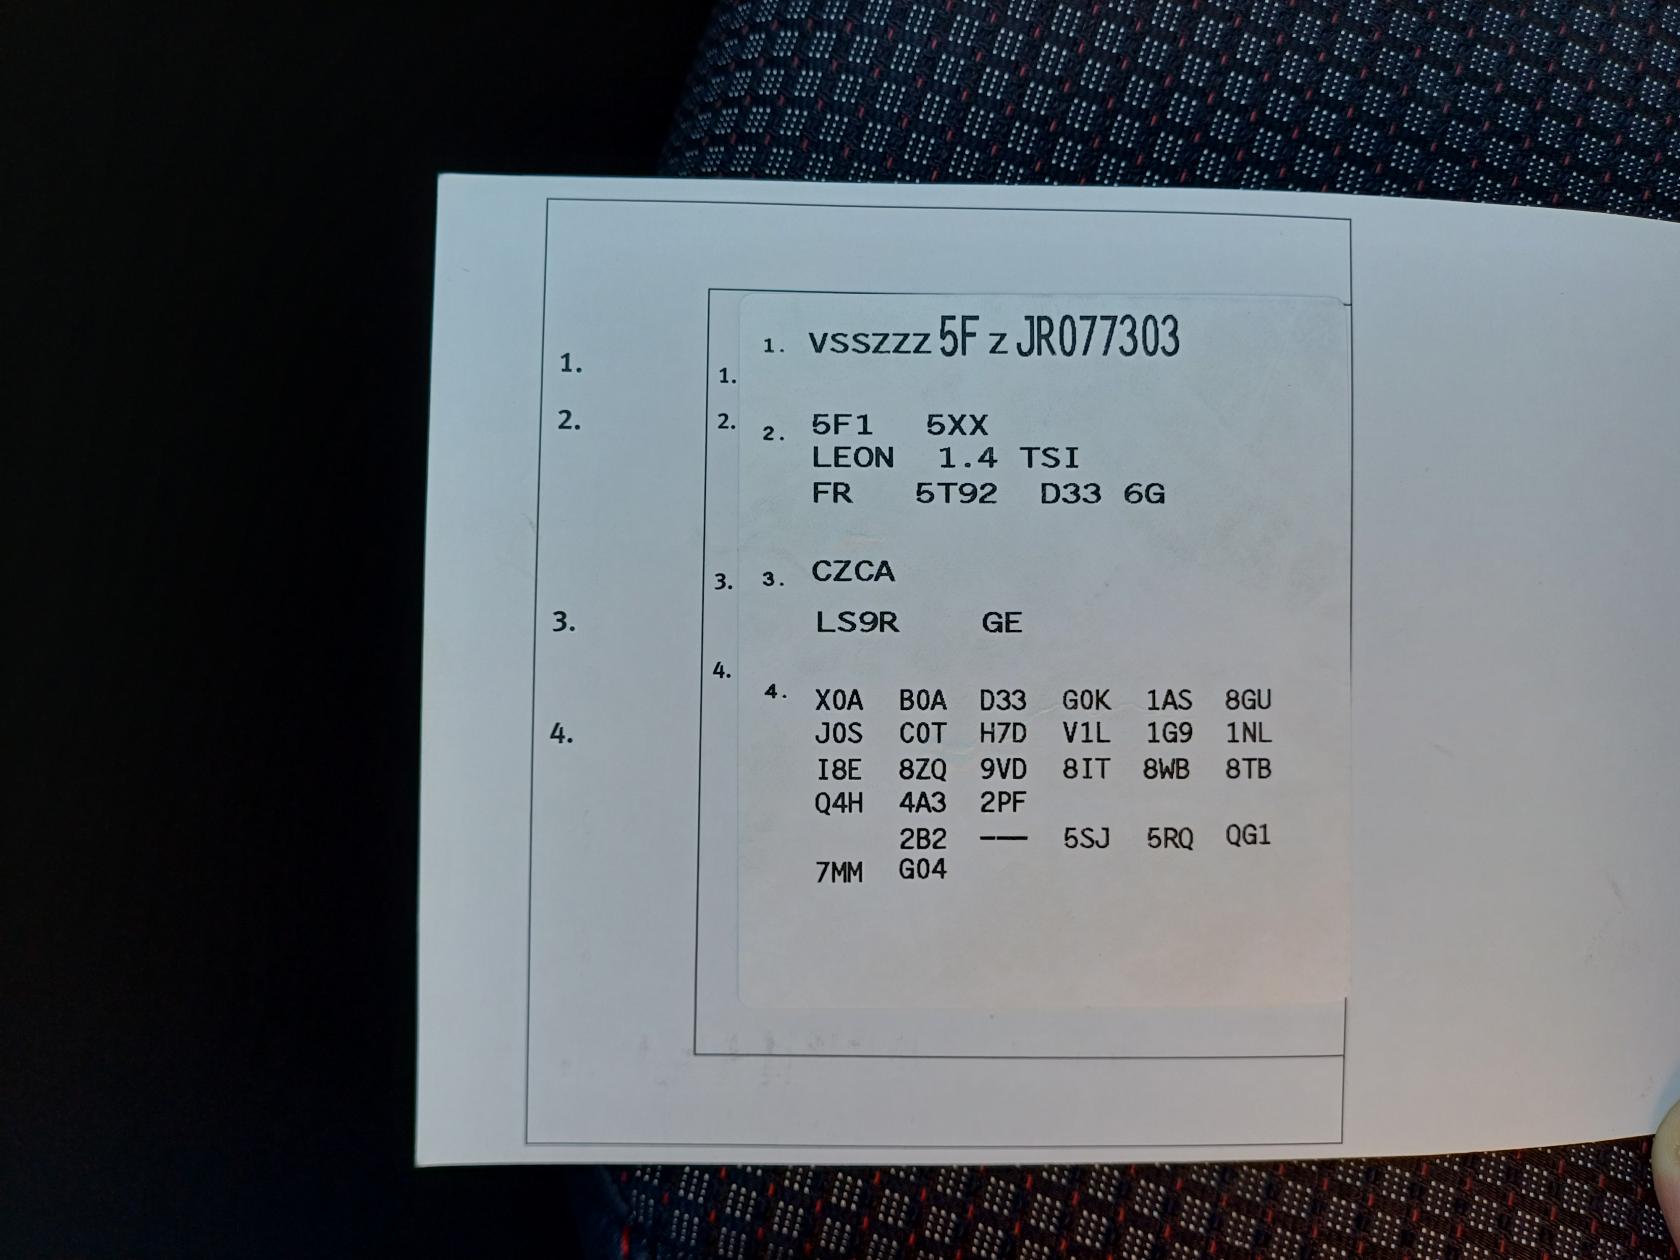 1. VSSZZZ 5F Z JR077303
1. 1.
2. 2. 2. 5F1 5XX
LEON 1.4 TSI
FR 5T92 D33 6G
3. 3. CZCA
3. LS9R GE
4.
4. X0A B0A D33 G0K 1AS 8GU
4. J0S C0T H7D V1L 1G9 1NL
I8E 8ZQ 9VD 8IT 8WB 8TB
Q4H 4A3 2PF
2B2 --- 5SJ 5RQ QG1
7MM G04